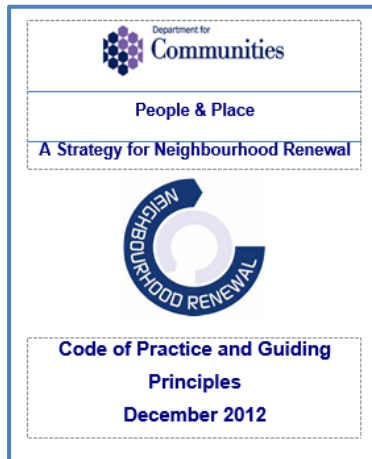 Department for
Communities
People & Place
A Strategy for Neighbourhood Renewal
NEIGHBOURHOOD RENEWAL
Code of Practice and Guiding
Principles
December 2012